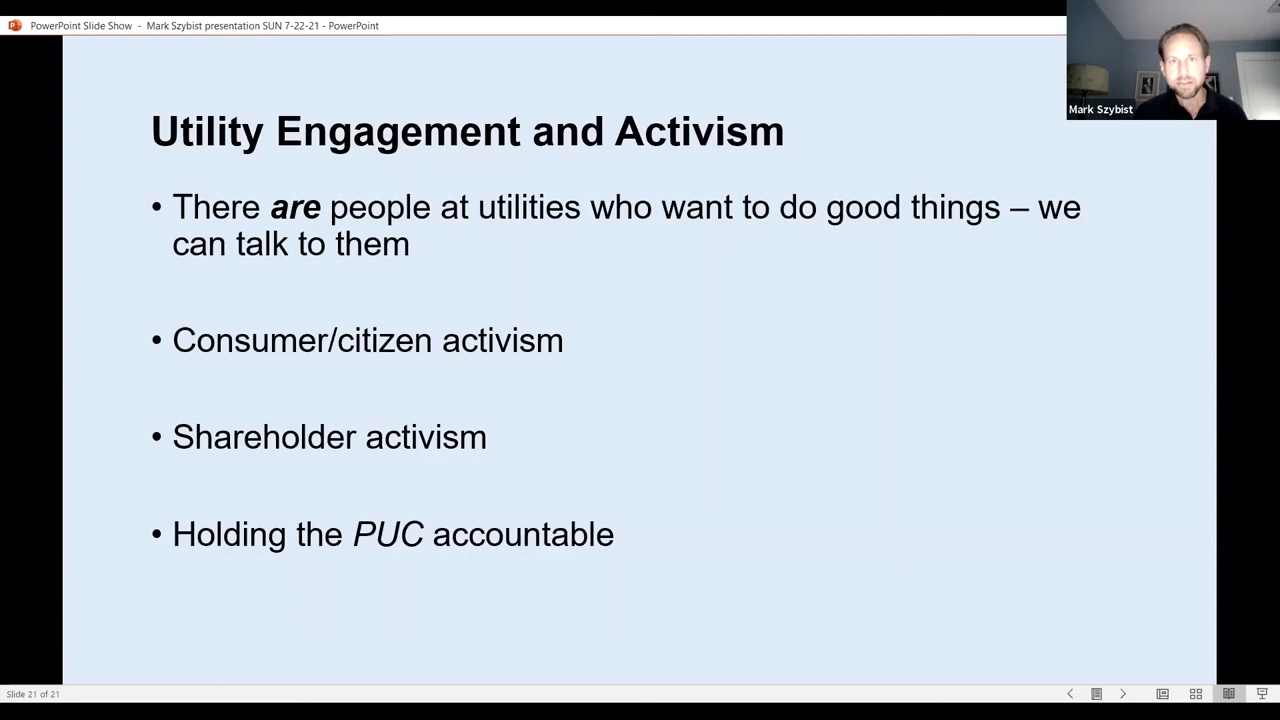 PowerPoint Slide Show - Mark Szybist presentation SUN 7-22-21 - PowerPoint
Mark Szybist
Utility Engagement and Activism
• There are people at utilities who want to do good things – we
can talk to them
• Consumer/citizen activism
• Shareholder activism
• Holding the PUC accountable
Slide 21 of 21